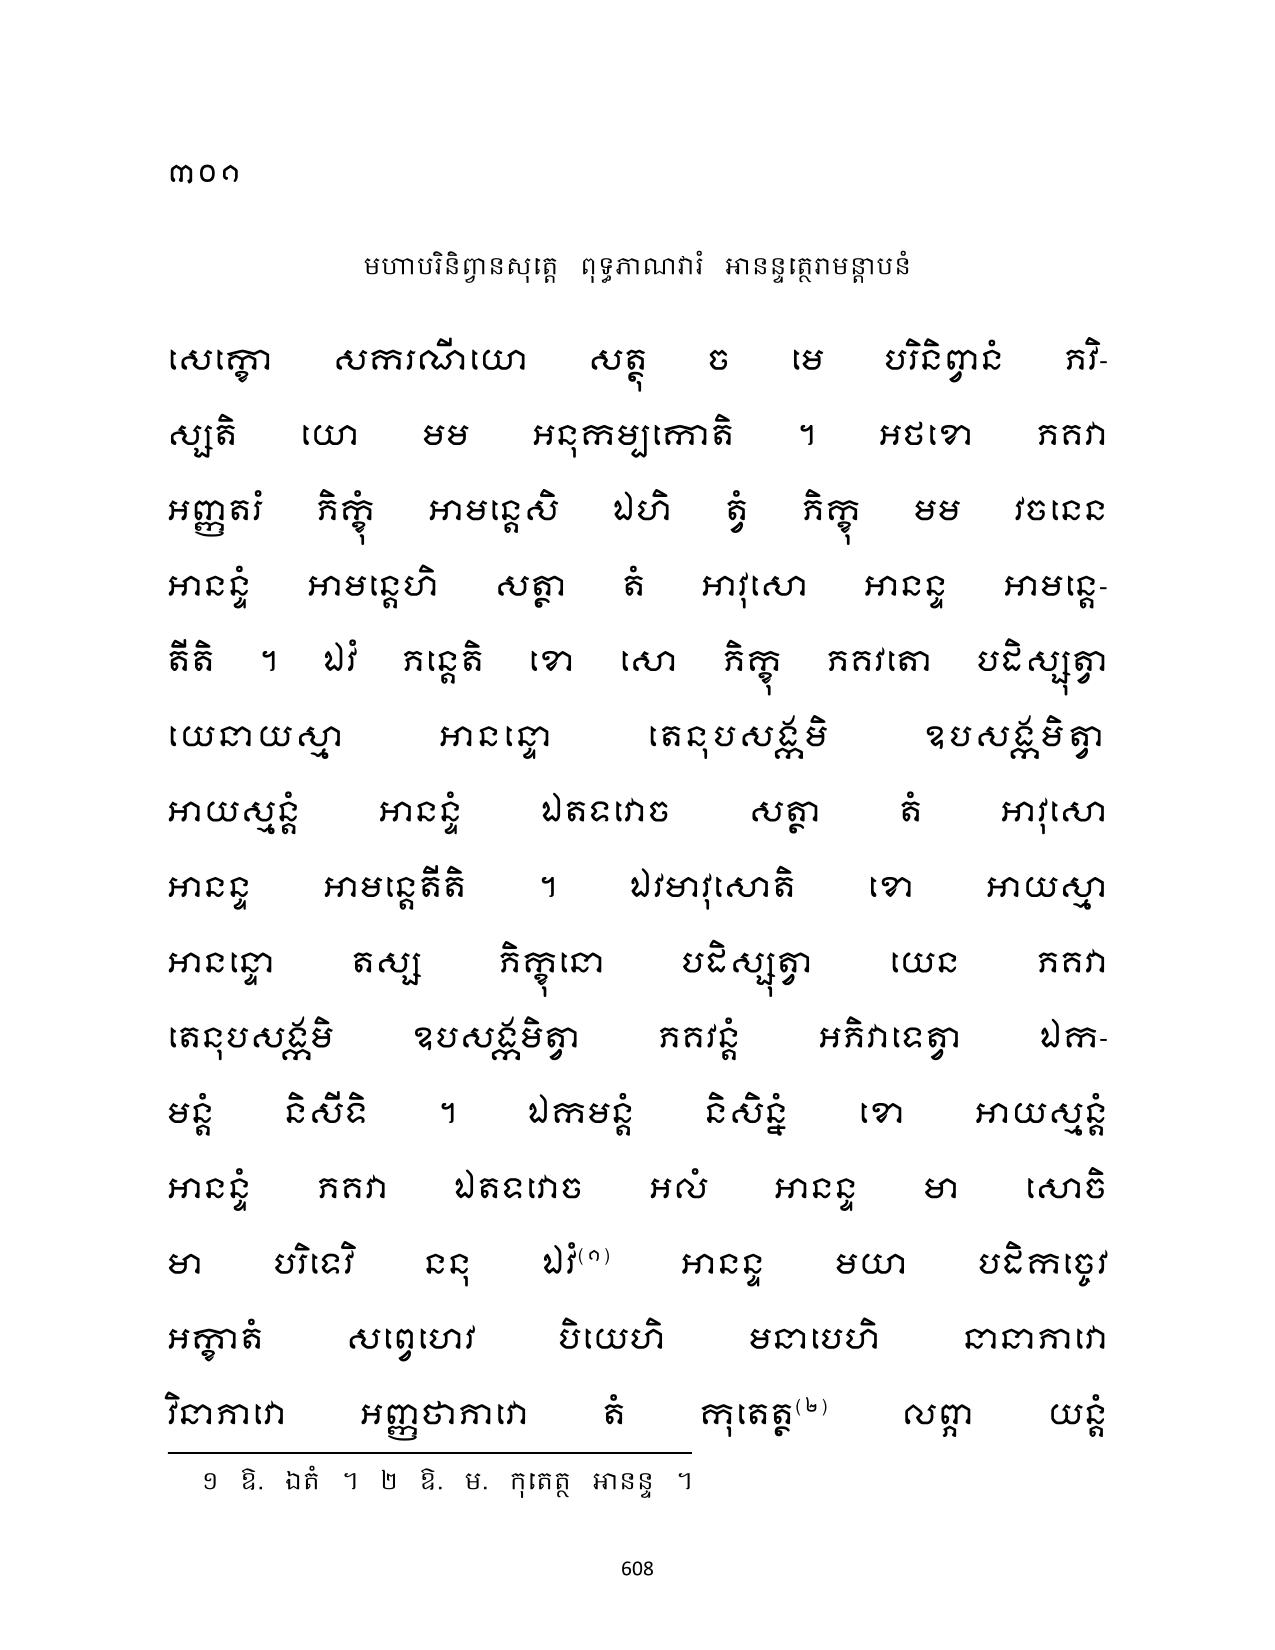 ៣០១
មហាបរិនិព្វានសុត្តេ ពុទ្ធភាណវារំ អានន្ទត្ថេរាមន្តាបនំ
សេក្ខោ សករណីយោ សត្ថុ ច មេ បរិនិព្វានំ ភវិ-
ស្សតិ យោ មម អនុកម្បកោតិ ។ អថខោ ភគវា
អញ្ញតរំ ភិក្ខុំ អាមន្តេសិ ឯហិ ត្វំ ភិក្ខុ មម វចនេន
អានន្ទំ អាមន្តេហិ សត្ថា តំ អាវុសោ អានន្ទ អាមន្តេ-
តីតិ ។ ឯវំ ភន្តេតិ ខោ សោ ភិក្ខុ ភគវតោ បដិស្សុត្វា
យេនាយស្មា អានន្ទោ តេនុបសង្កមិ ឧបសង្កមិត្វា
អាយស្មន្តំ អានន្ទំ ឯតទវោច សត្ថា តំ អាវុសោ
អានន្ទ អាមន្តេតីតិ ។ ឯវមាវុសោតិ ខោ អាយស្មា
អានន្ទោ តស្ស ភិក្ខុនោ បដិស្សុត្វា យេន ភគវា
តេនុបសង្កមិ ឧបសង្កមិត្វា ភគវន្តំ អភិវាទេត្វា ឯក-
មន្តំ និសីទិ ។ ឯកមន្តំ និសិន្នំ ខោ អាយស្មន្តំ
អានន្ទំ ភគវា ឯតទវោច អលំ អានន្ទ មា សោចិ
មា បរិទេវិ ននុ ឯវំ(១) អានន្ទ មយា បដិកច្ចេវ
អក្ខាតំ សព្វេហេវ បិយេហិ មនាបេហិ នានាភាវោ
វិនាភាវោ អញ្ញថាភាវោ តំ កុតេត្ថ(២) លព្ភា យន្តំ
១ ឱ. ឯតំ ។ ២ ឱ. ម. កុតេត្ថ អានន្ទ ។
608